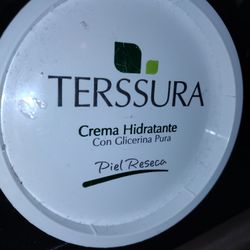 TERSSURA
Crema Hidratante
Con Glicerina Pura
Piel Reseca